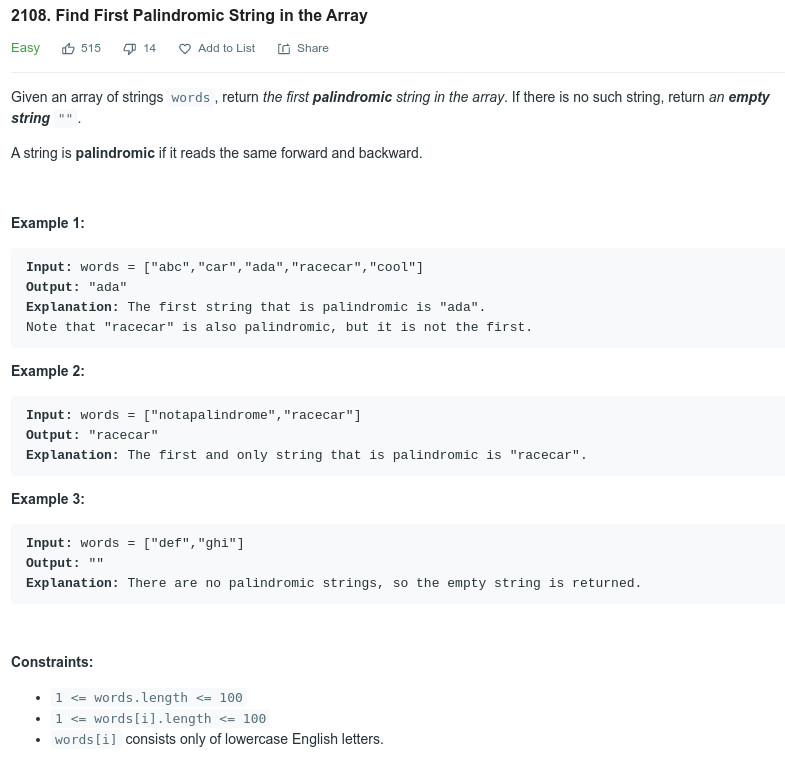 2108. Find First Palindromic String in the Array
Easy 515 14 Add to List Share
Given an array of strings words, return the first palindromic string in the array. If there is no such string, return an empty
string "".
A string is palindromic if it reads the same forward and backward.
Example 1:
Input: words = ["abc","car","ada","racecar","cool"]
Output: "ada"
Explanation: The first string that is palindromic is "ada".
Note that "racecar" is also palindromic, but it is not the first.
Example 2:
Input: words = ["notapalindrome","racecar"]
Output: "racecar"
Explanation: The first and only string that is palindromic is "racecar".
Example 3:
Input: words = ["def","ghi"]
Output: ""
Explanation: There are no palindromic strings, so the empty string is returned.
Constraints:
• 1 <= words.length <= 100
• 1 <= words[i].length <= 100
• words[i] consists only of lowercase English letters.